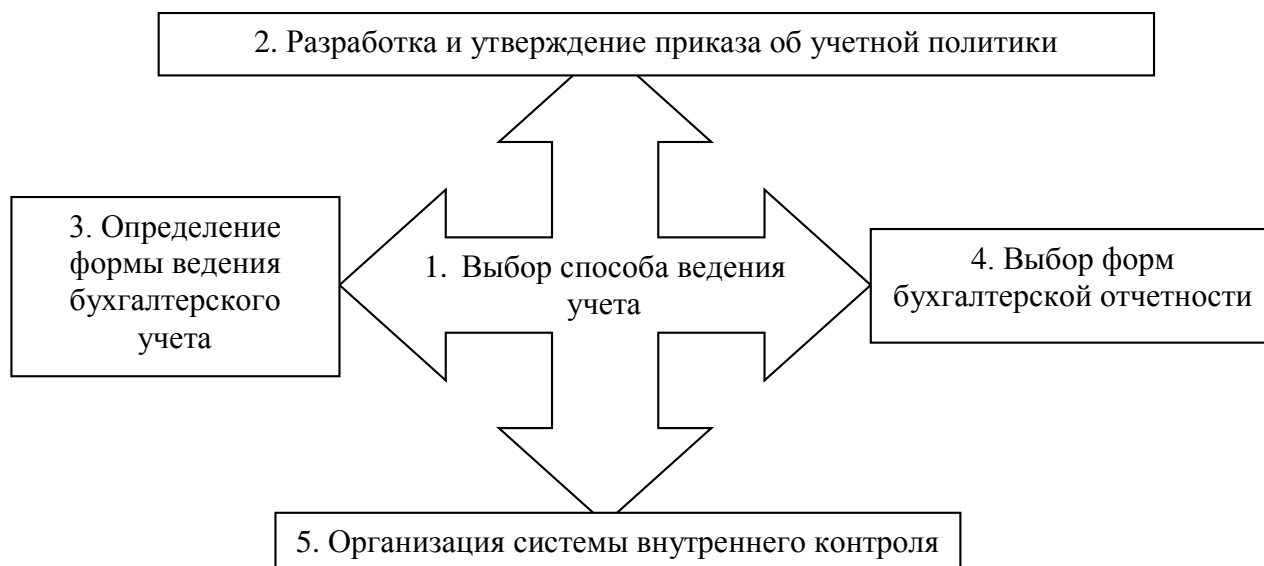 2. Разработка и утверждение приказа об учетной политики
3. Определение
формы ведения
бухгалтерского
учета
1. Выбор способа ведения
учета
4. Выбор форм
бухгалтерской отчетности
5. Организация системы внутреннего контроля